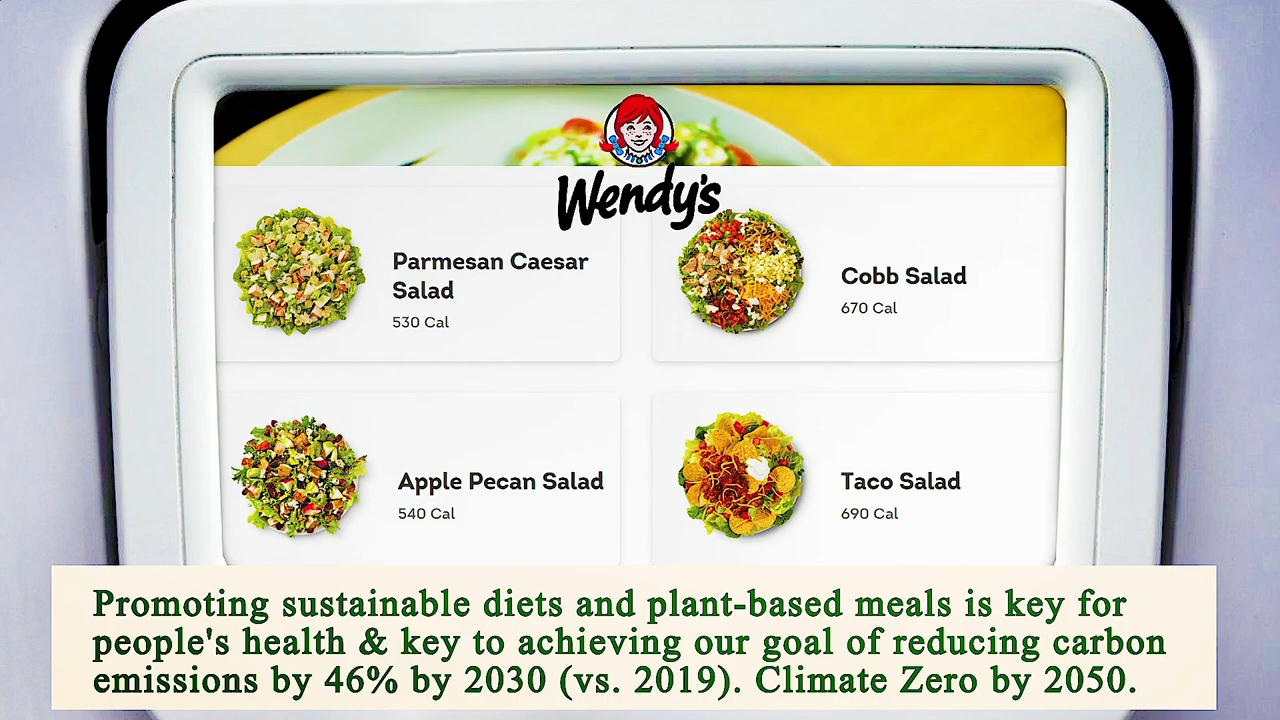 Wendy's
Parmesan Caesar
Salad
530 Cal
Cobb Salad
670 Cal
Apple Pecan Salad
540 Cal
Taco Salad
690 Cal
Promoting sustainable diets and plant-based meals is key for
people's health & key to achieving our goal of reducing carbon
emissions by 46% by 2030 (vs. 2019). Climate Zero by 2050.